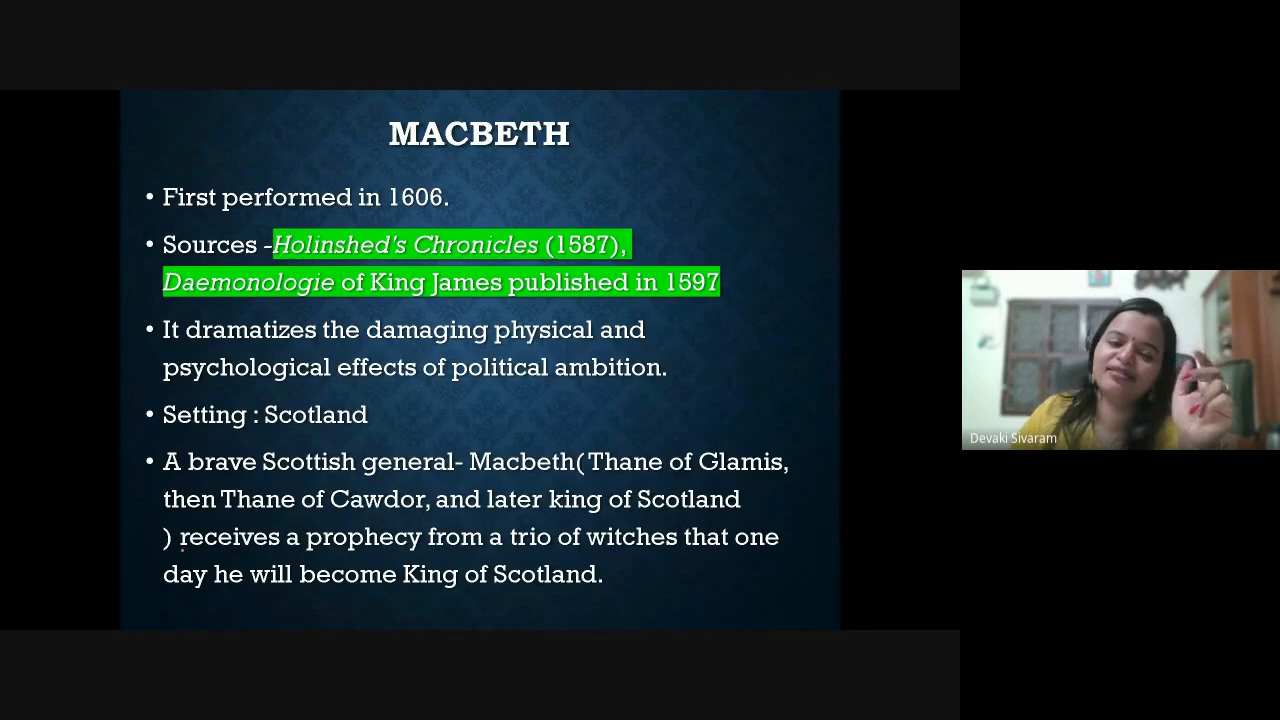 MACBETH
• First performed in 1606.
• Sources -Holinshed's Chronicles (1587),
Daemonologie of King James published in 1597
• It dramatizes the damaging physical and
psychological effects of political ambition.
• Setting : Scotland
• A brave Scottish general- Macbeth( Thane of Glamis,
then Thane of Cawdor, and later king of Scotland
) receives a prophecy from a trio of witches that one
day he will become King of Scotland.
Devaki Sivaram